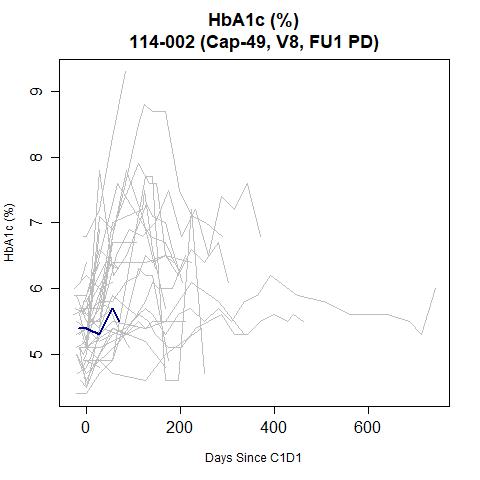 HbA1c (%)
114-002 (Cap-49, V8, FU1 PD)
HbA1c (%)
9
8
7
6
5
0 200 400 600
Days Since C1D1